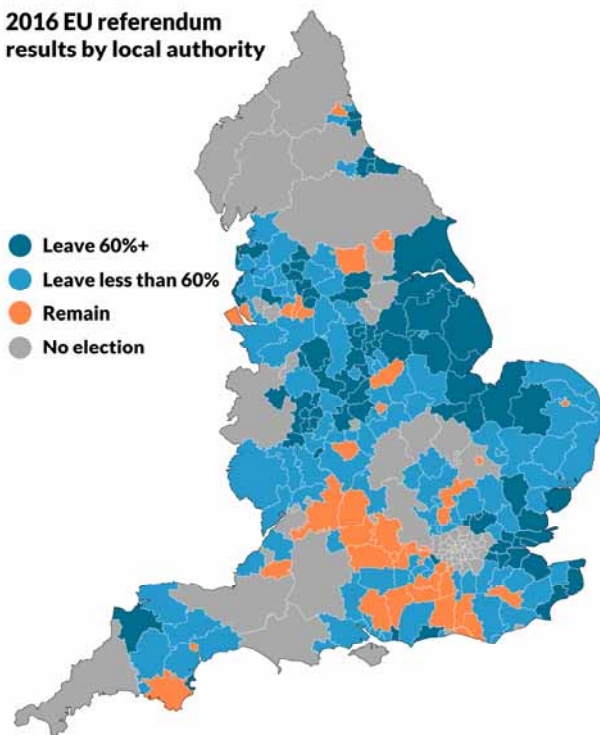 2016 EU referendum
results by local authority
Leave 60%+
Leave less than 60%
Remain
No election